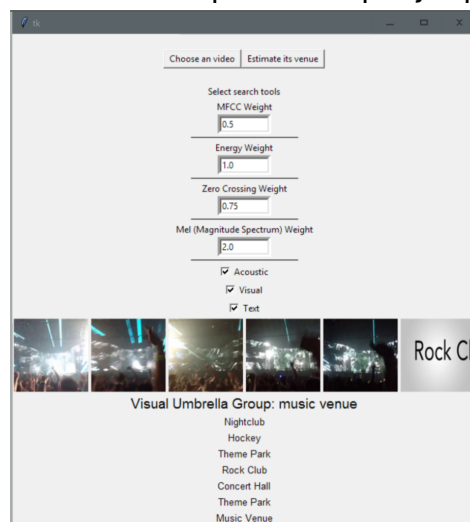 tk
Choose an video Estimate its venue
Select search tools
MFCC Weight
0.5
Energy Weight
1.0
Zero Crossing Weight
0.75
Mel (Magnitude Spectrum) Weight
2.0
Acoustic
Visual
Text
Rock Cl
Visual Umbrella Group: music venue
Nightclub
Hockey
Theme Park
Rock Club
Concert Hall
Theme Park
Music Venue